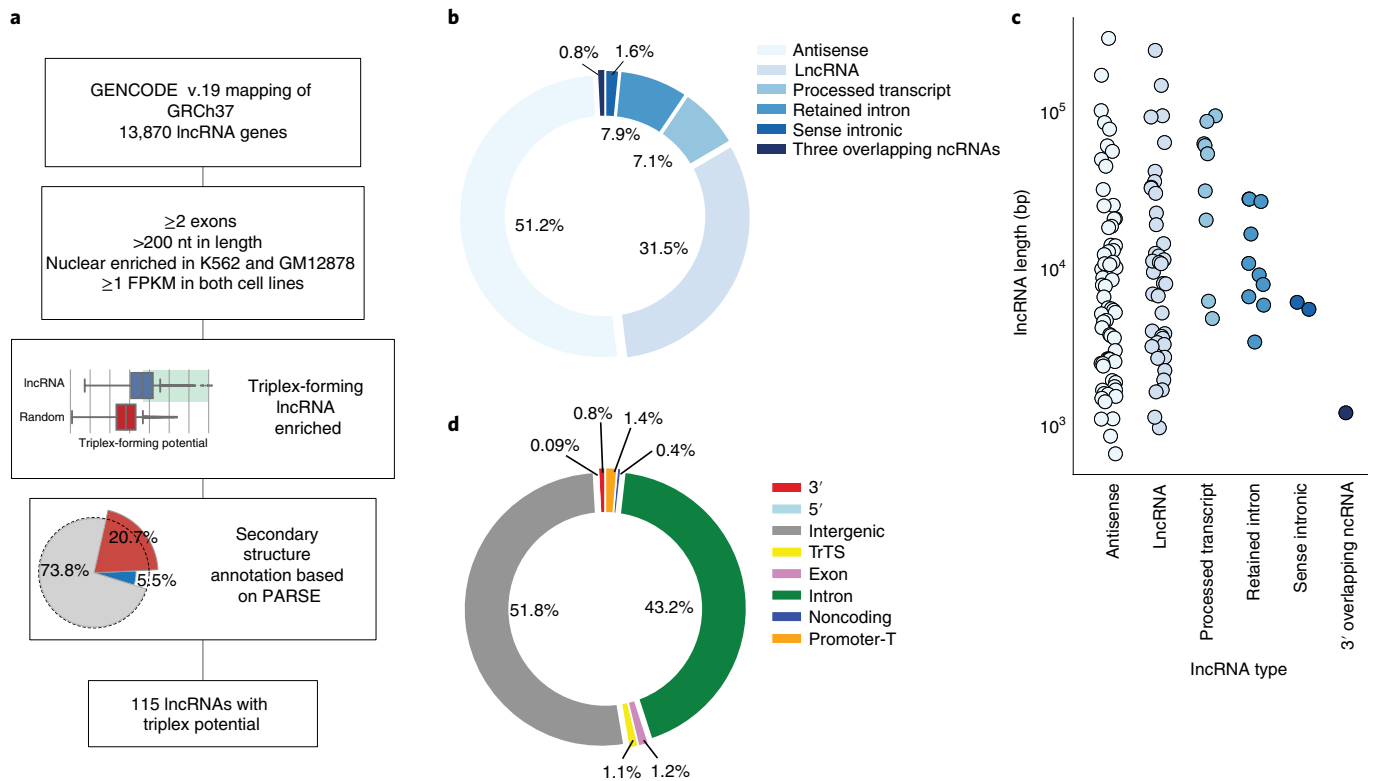 a
GENCODE v.19 mapping of
GRCh37
13,870 lncRNA genes
≥2 exons
>200 nt in length
Nuclear enriched in K562 and GM12878
≥1 FPKM in both cell lines
lncRNA
Random
Triplex-forming potential
Triplex-forming
lncRNA
enriched
20.7%
73.8%
5.5%
Secondary
structure
annotation based
on PARSE
115 lncRNAs with
triplex potential
b
0.8%
1.6%
7.9%
7.1%
51.2%
31.5%
Antisense
LncRNA
Processed transcript
Retained intron
Sense intronic
Three overlapping ncRNAs
c
lncRNA length (bp)
10⁵
10⁴
10³
Antisense
LncRNA
Processed transcript
Retained intron
Sense intronic
3′ overlapping ncRNA
lncRNA type
d
0.8%
1.4%
0.09%
0.4%
51.8%
43.2%
1.1%
1.2%
3′
5′
Intergenic
TrTS
Exon
Intron
Noncoding
Promoter-T